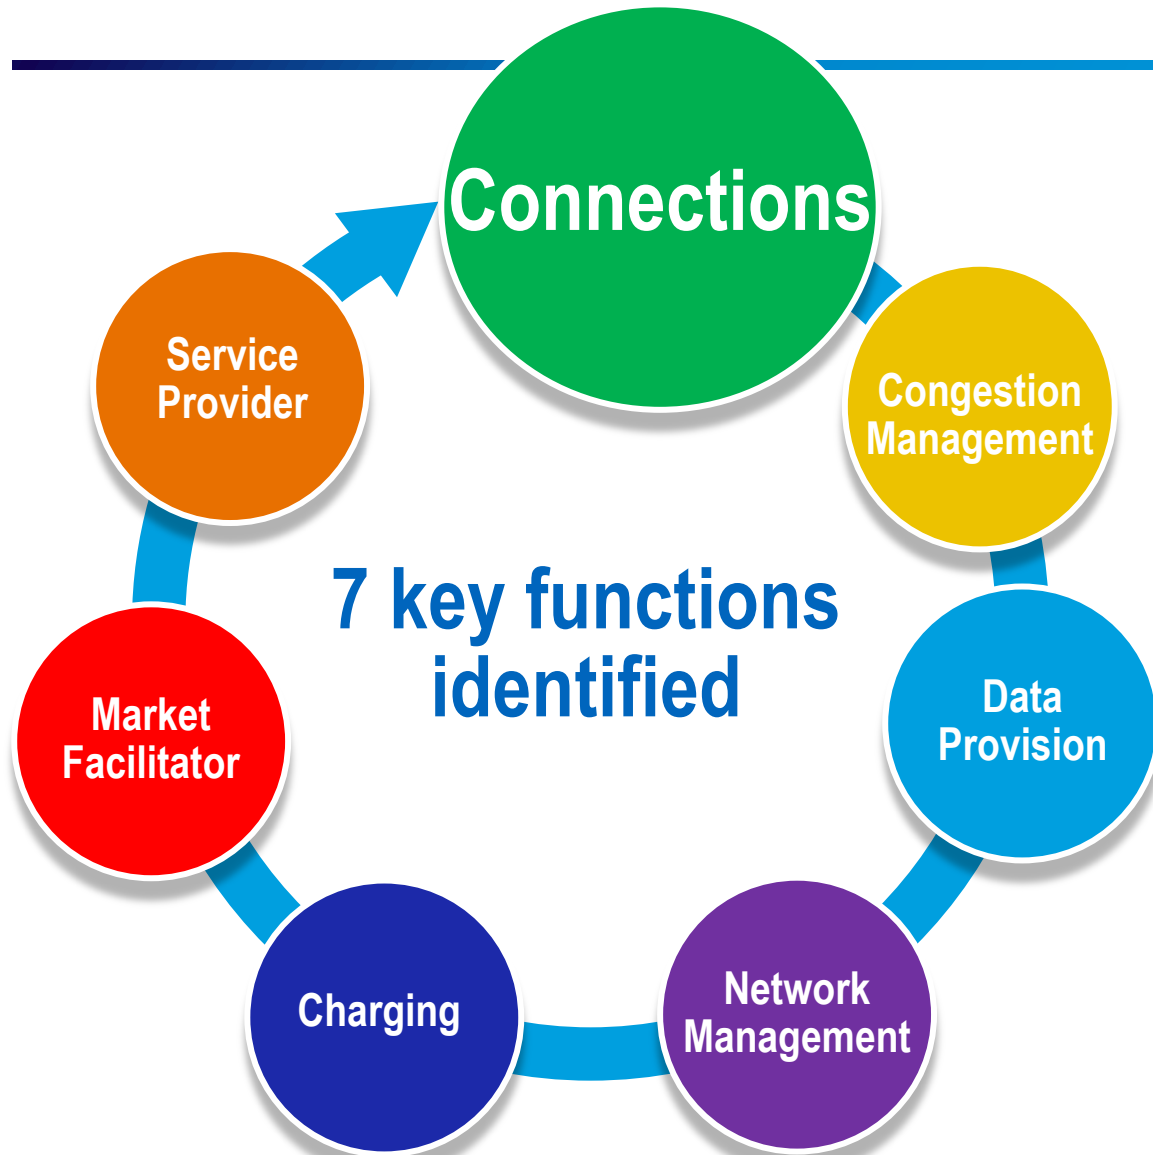 Connections
Service
Provider
Congestion
Management
7 key functions
identified
Data
Provision
Market
Facilitator
Network
Management
Charging